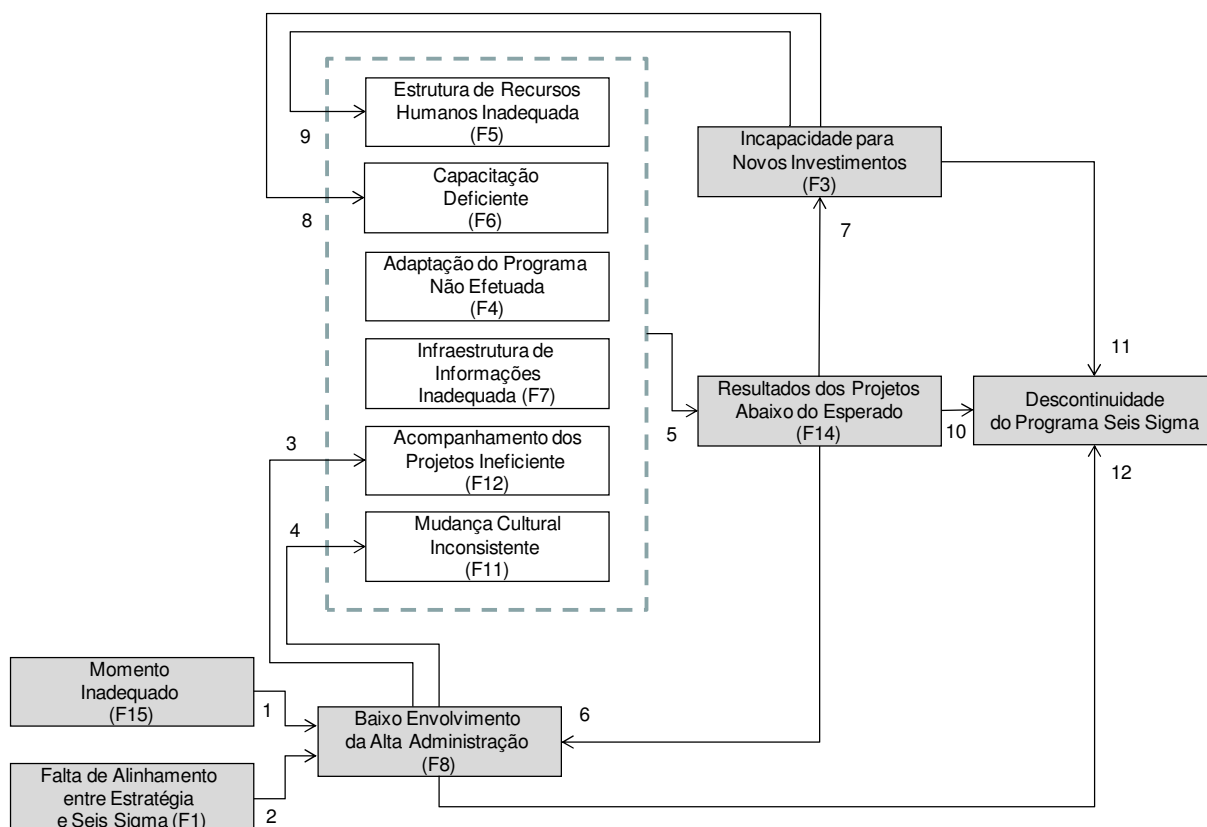 Estrutura de Recursos
Humanos Inadequada
(F5)
9
Capacitação
Deficiente
(F6)
8
Adaptação do Programa
Não Efetuada
(F4)
Infraestrutura de
Informações
Inadequada (F7)
3
Acompanhamento dos
Projetos Ineficiente
(F12)
4
Mudança Cultural
Inconsistente
(F11)
5
Incapacidade para
Novos Investimentos
(F3)
7
11
Resultados dos Projetos
Abaixo do Esperado
(F14)
10
Descontinuidade
do Programa Seis Sigma
12
Momento
Inadequado
(F15)
1
Baixo Envolvimento
da Alta Administração
(F8)
6
Falta de Alinhamento
entre Estratégia
e Seis Sigma (F1)
2